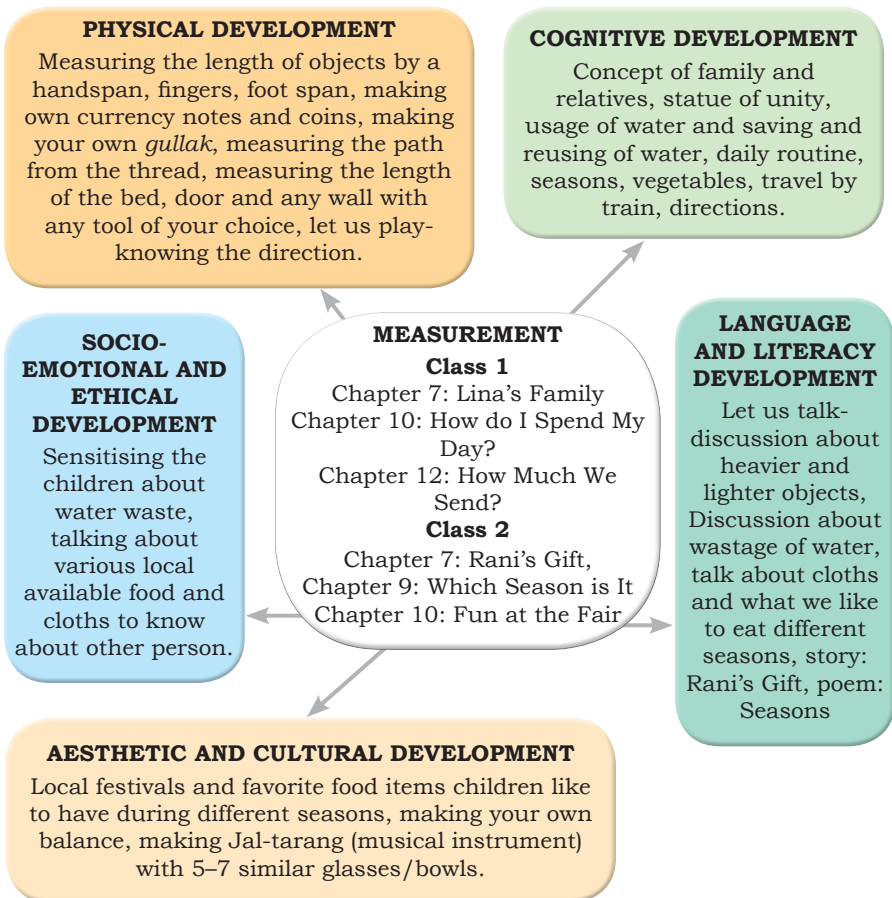 PHYSICAL DEVELOPMENT
Measuring the length of objects by a
handspan, fingers, foot span, making
own currency notes and coins, making
your own gullak, measuring the path
from the thread, measuring the length
of the bed, door and any wall with
any tool of your choice, let us play-
knowing the direction.
COGNITIVE DEVELOPMENT
Concept of family and
relatives, statue of unity,
usage of water and saving and
reusing of water, daily routine,
seasons, vegetables, travel by
train, directions.
SOCIO-
EMOTIONAL AND
ETHICAL
DEVELOPMENT
Sensitising the
children about
water waste,
talking about
various local
available food and
cloths to know
about other person.
MEASUREMENT
Class 1
Chapter 7: Lina’s Family
Chapter 10: How do I Spend My
Day?
Chapter 12: How Much We
Send?
Class 2
Chapter 7: Rani’s Gift,
Chapter 9: Which Season is It
Chapter 10: Fun at the Fair
LANGUAGE
AND LITERACY
DEVELOPMENT
Let us talk-
discussion about
heavier and
lighter objects,
Discussion about
wastage of water,
talk about cloths
and what we like
to eat different
seasons, story:
Rani’s Gift, poem:
Seasons
AESTHETIC AND CULTURAL DEVELOPMENT
Local festivals and favorite food items children like
to have during different seasons, making your own
balance, making Jal-tarang (musical instrument)
with 5–7 similar glasses/bowls.